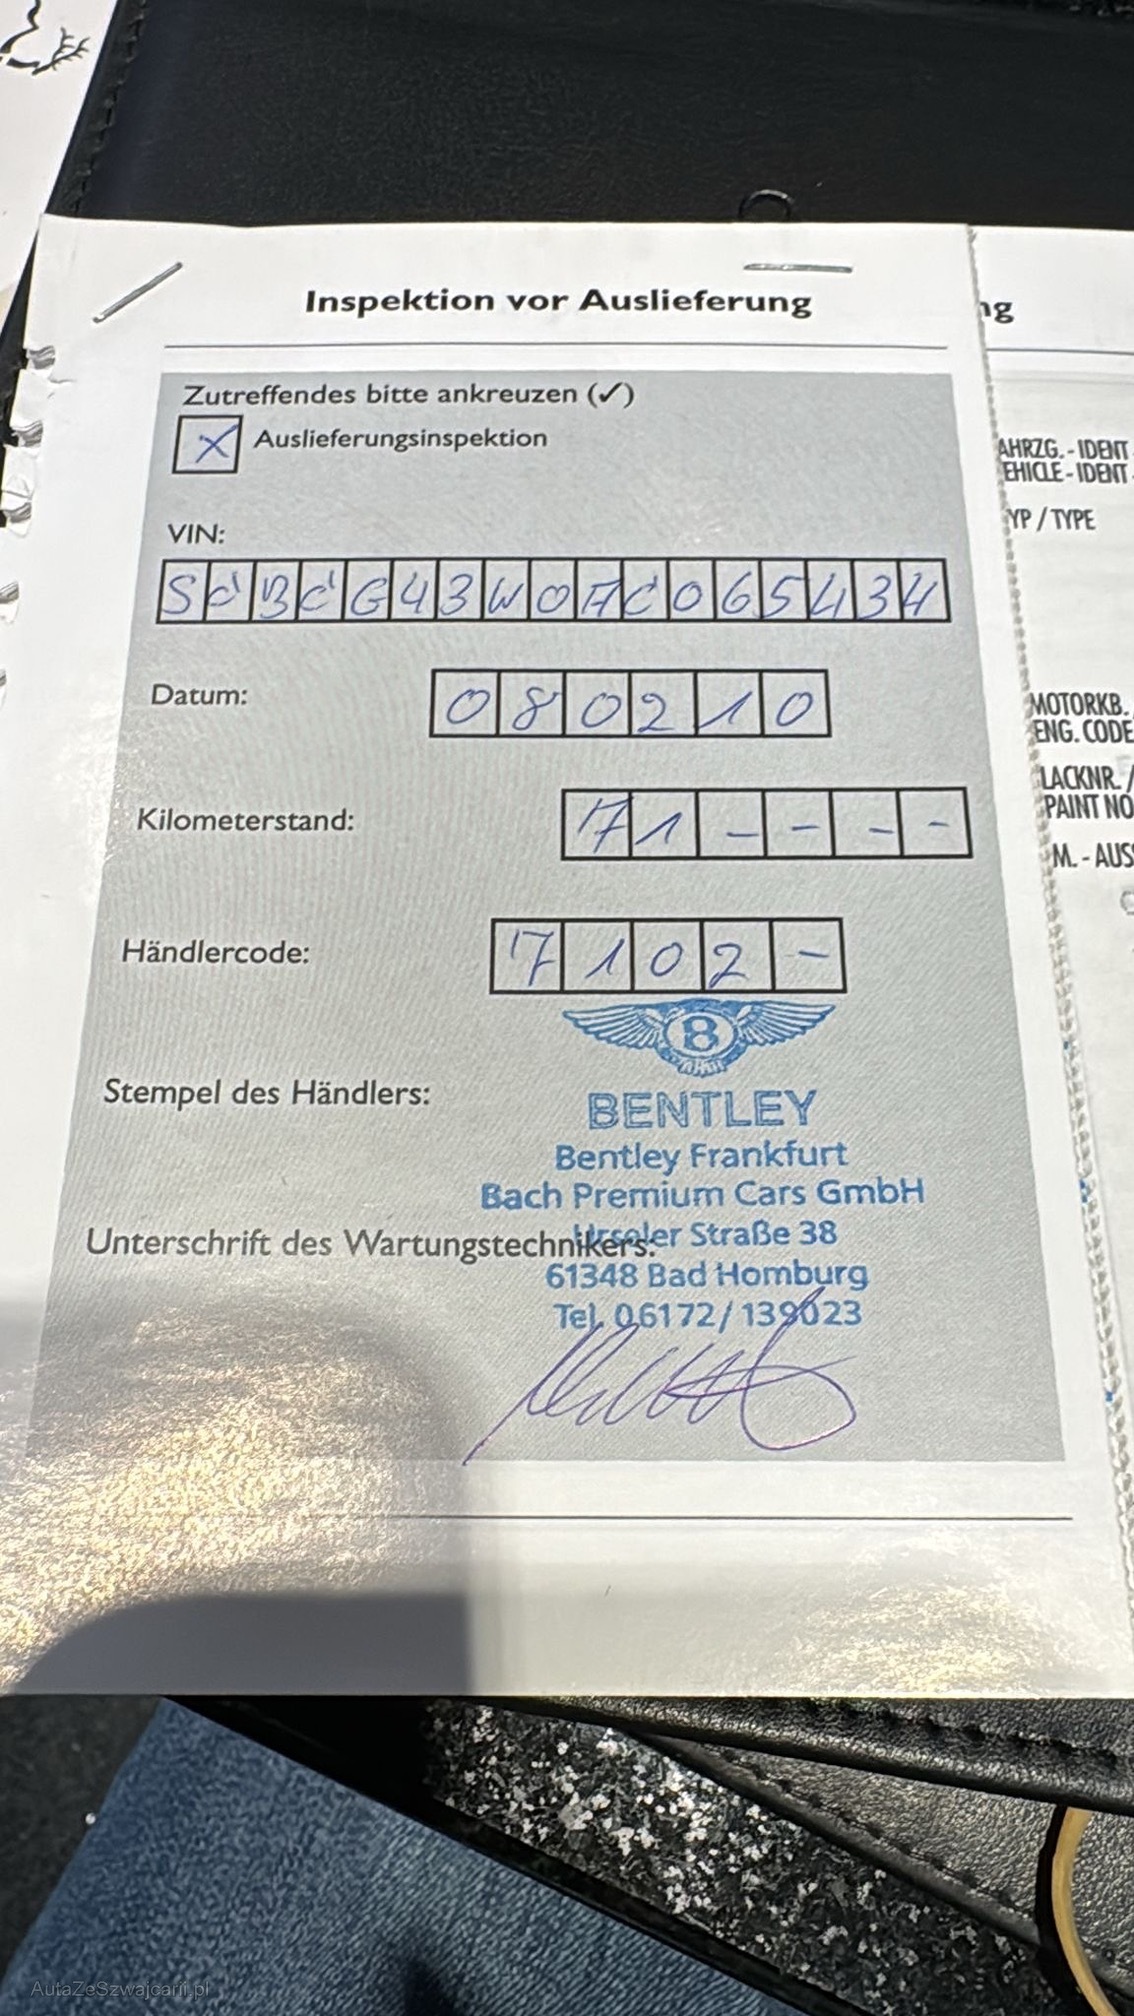 Inspektion vor Auslieferung
Zutreffendes bitte ankreuzen (✓)
X Auslieferungsinspektion
VIN:
SCBCG43W07C065434
Datum:
080210
Kilometerstand:
71----
Händlercode:
7102-
B
BENTLEY
Stempel des Händlers:
Bentley Frankfurt
Bach Premium Cars GmbH
Urseler Straße 38
Unterschrift des Wartungstechnikers:
61348 Bad Homburg
Tel. 06172/139023
ng
AHRZG.-IDENT
EHICLE-IDENT
YP / TYPE
MOTORKB.
ENG. CODE
LACKNR. /
PAINT NO
M.-AUS
AutaZeSzwajcarii.pl